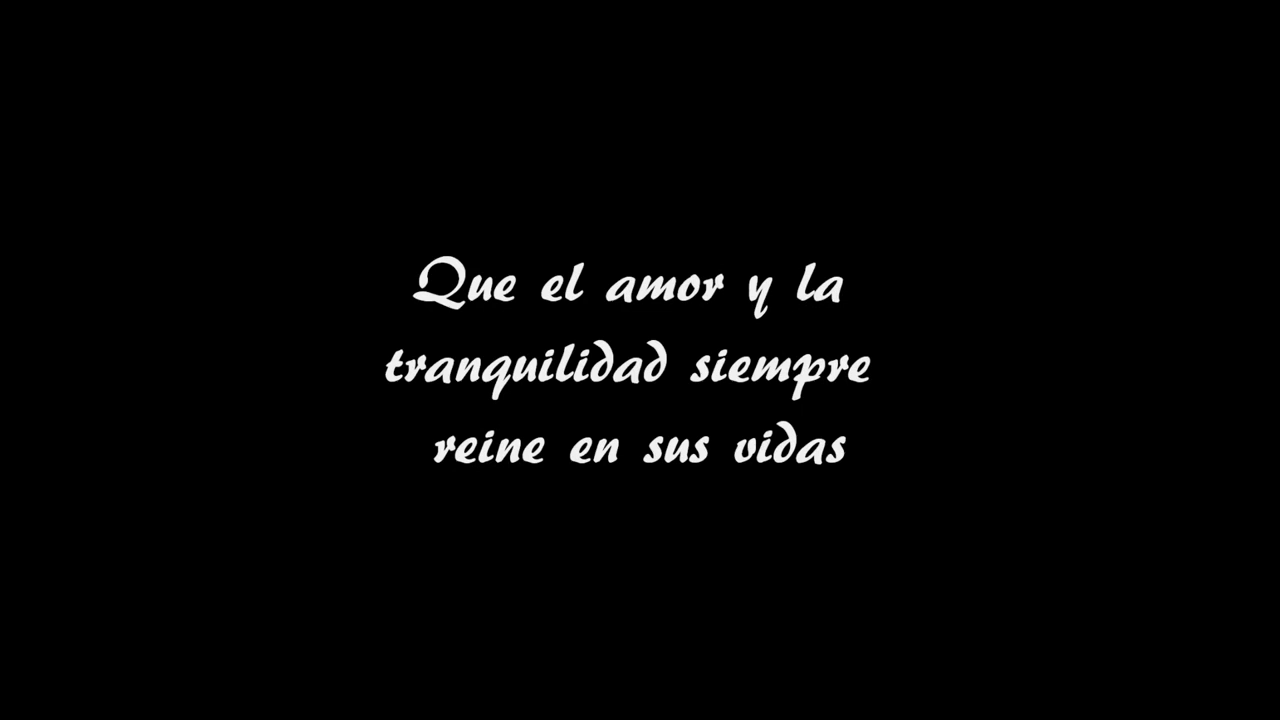 Que el amor y la
tranquilidad siempre
reine en sus vidas